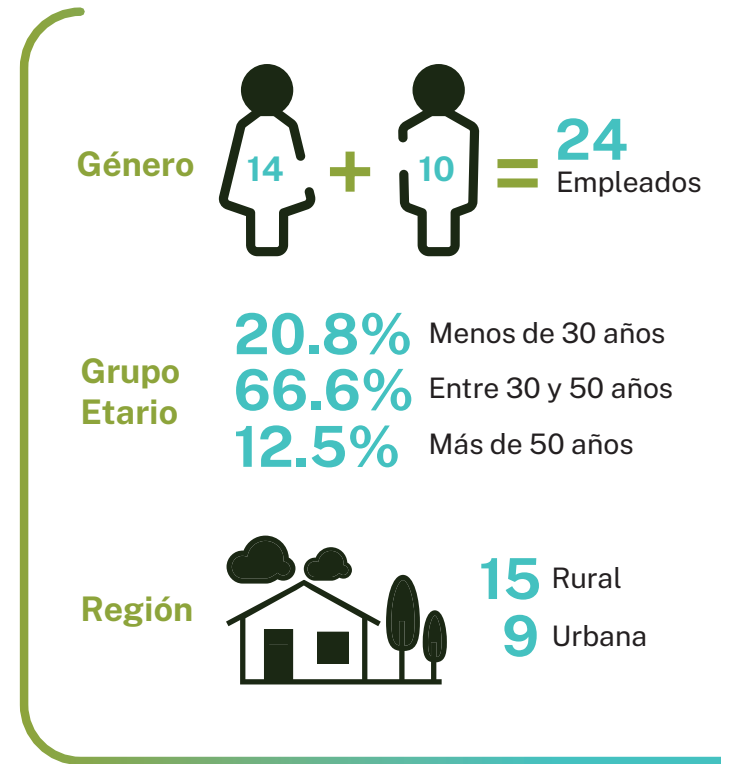 Género
14 + 10 = 24
Empleados
Grupo
Etario
20.8% Menos de 30 años
66.6% Entre 30 y 50 años
12.5% Más de 50 años
Región
15 Rural
9 Urbana